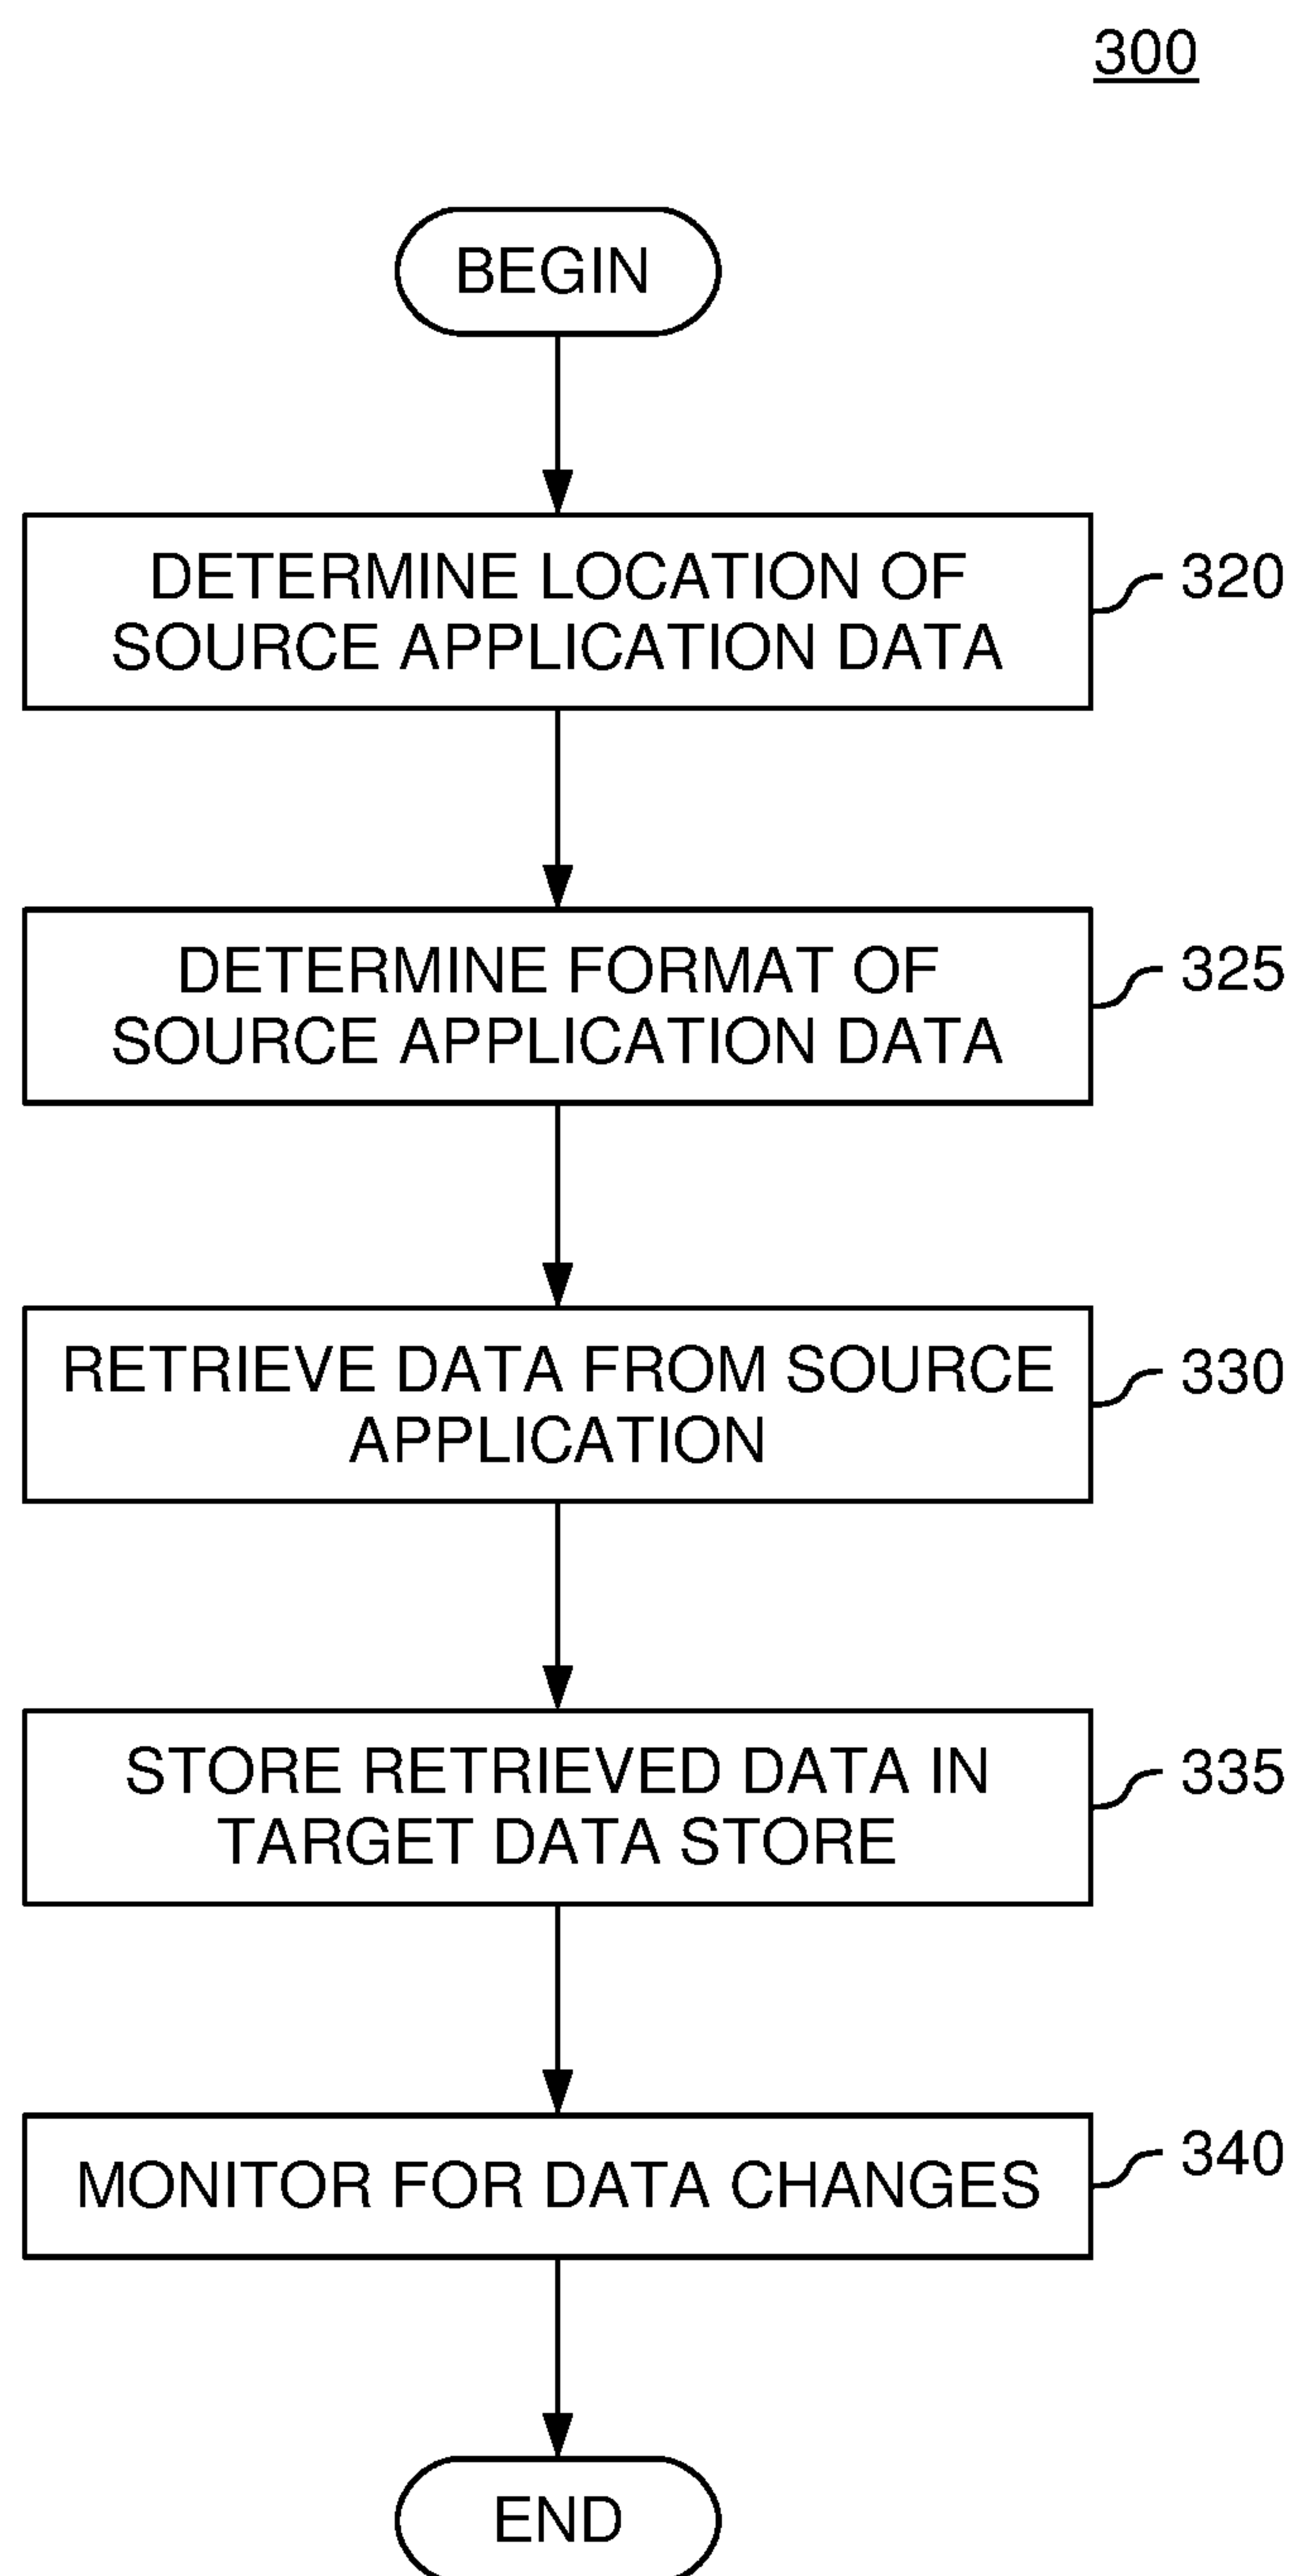 300
BEGIN
DETERMINE LOCATION OF
SOURCE APPLICATION DATA
320
DETERMINE FORMAT OF
SOURCE APPLICATION DATA
325
RETRIEVE DATA FROM SOURCE
APPLICATION
330
STORE RETRIEVED DATA IN
TARGET DATA STORE
335
MONITOR FOR DATA CHANGES
340
END